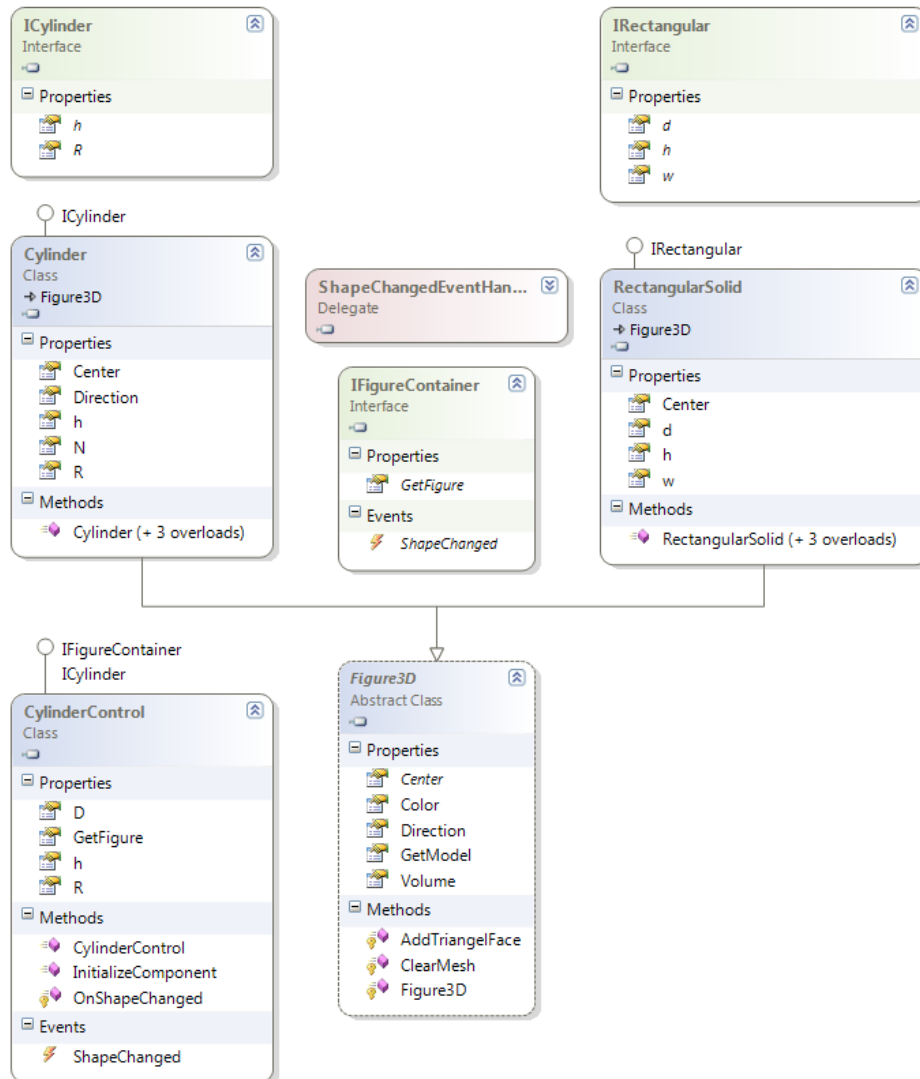 ICylinder
Interface
Properties
h
R
IRectangular
Interface
Properties
d
h
w
ICylinder
Cylinder
Class
Figure3D
Properties
Center
Direction
h
N
R
Methods
Cylinder (+ 3 overloads)
ShapeChangedEventHan...
Delegate
IFigureContainer
Interface
Properties
GetFigure
Events
ShapeChanged
IRectangular
RectangularSolid
Class
Figure3D
Properties
Center
d
h
w
Methods
RectangularSolid (+ 3 overloads)
IFigureContainer
ICylinder
CylinderControl
Class
Properties
D
GetFigure
h
R
Methods
CylinderControl
InitializeComponent
OnShapeChanged
Events
ShapeChanged
Figure3D
Abstract Class
Properties
Center
Color
Direction
GetModel
Volume
Methods
AddTriangelFace
ClearMesh
Figure3D